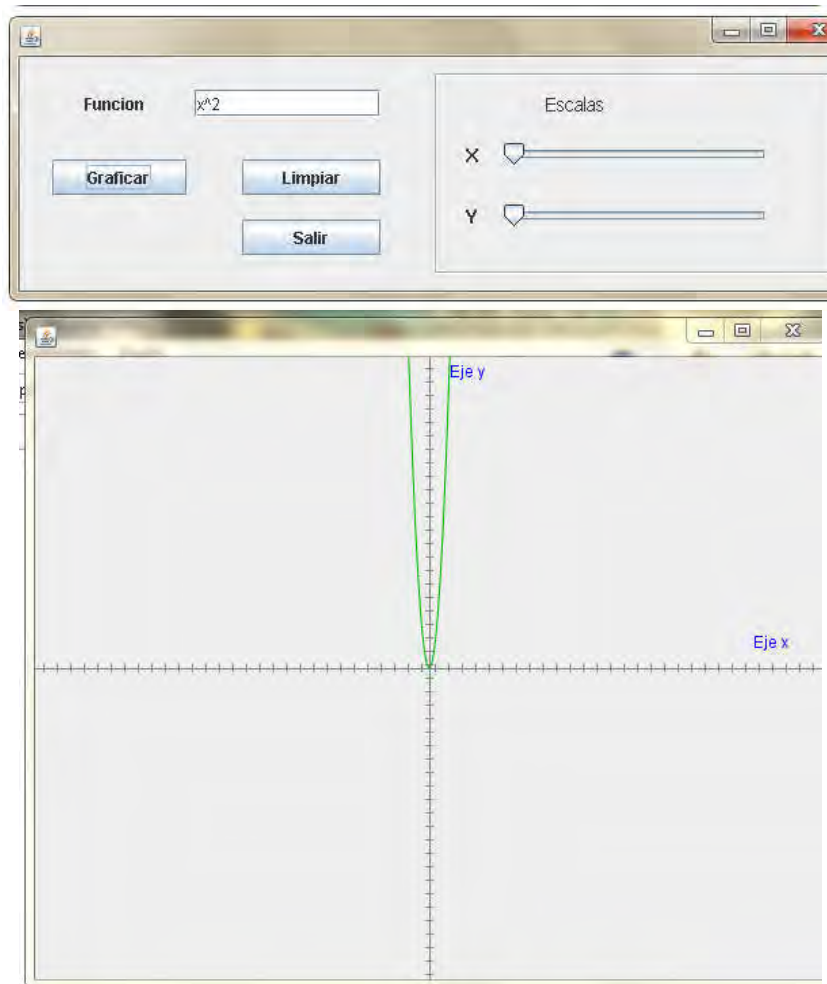 Funcion x^2
Escalas
X
Graficar Limpiar
Y
Salir
Eje y
Eje x